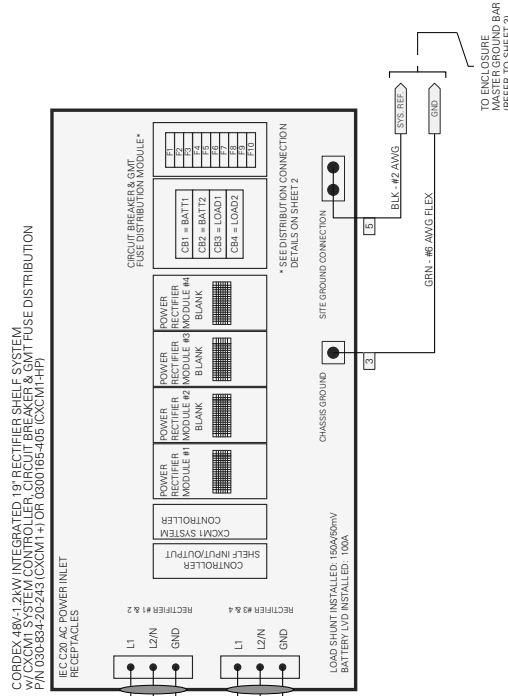 CORDEX 48V-1.2kW INTEGRATED 19" RECTIFIER SHELF SYSTEM
w/ CXCM1 SYSTEM CONTROLLER, CIRCUIT BREAKER & GMT FUSE DISTRIBUTION
P/N 030-834-20-243 (CXCM1+) OR 0300165-405 (CXCM1-HP)
IEC C20 AC POWER INLET
RECEPTACLES
L1
L2/N
GND
RECTIFIER #1 & 2
L1
L2/N
GND
RECTIFIER #3 & 4
CONTROLLER
SHELF INPUT/OUTPUT
CXCM1 SYSTEM
CONTROLLER
POWER
RECTIFIER
MODULE #1
POWER
RECTIFIER
MODULE #2
BLANK
POWER
RECTIFIER
MODULE #3
BLANK
POWER
RECTIFIER
MODULE #4
BLANK
CIRCUIT BREAKER & GMT
FUSE DISTRIBUTION MODULE*
CB1 = BATT1
CB2 = BATT2
CB3 = LOAD1
CB4 = LOAD2
F1
F2
F3
F4
F5
F6
F7
F8
F9
F10
* SEE DISTRIBUTION CONNECTION
DETAILS ON SHEET 2
LOAD SHUNT INSTALLED: 150A/50mV
BATTERY LVD INSTALLED: 100A
CHASSIS GROUND
SITE GROUND CONNECTION
3
5
BLK - #2 AWG
GRN - #6 AWG FLEX
SYS. REF.
GND
TO ENCLOSURE
MASTER GROUND BAR
(REFER TO SHEET 3)